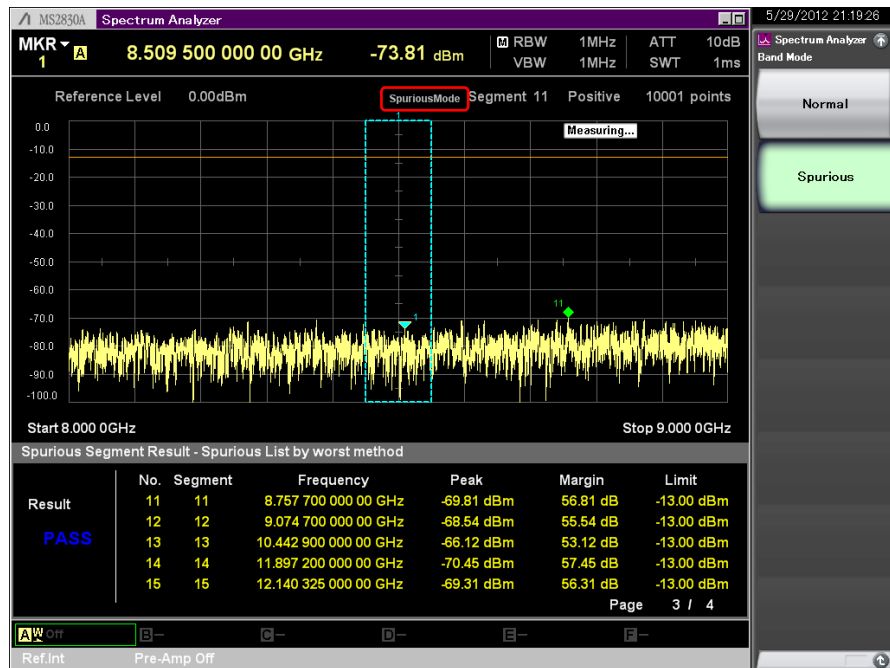 MS2830A Spectrum Analyzer
5/29/2012 21:19:26
MKR 1 A 8.509 500 000 00 GHz -73.81 dBm
M RBW 1MHz ATT 10dB
VBW 1MHz SWT 1ms
Reference Level 0.00dBm SpuriousMode Segment 11 Positive 10001 points
Measuring...
1
0.0
-10.0
-20.0
-30.0
-40.0
-50.0
-60.0
-70.0
-80.0
-90.0
-100.0
11
1
Start 8.000 0GHz Stop 9.000 0GHz
Spurious Segment Result - Spurious List by worst method
No. Segment Frequency Peak Margin Limit
Result
PASS
11 11 8.757 700 000 00 GHz -69.81 dBm 56.81 dB -13.00 dBm
12 12 9.074 700 000 00 GHz -68.54 dBm 55.54 dB -13.00 dBm
13 13 10.442 900 000 00 GHz -66.12 dBm 53.12 dB -13.00 dBm
14 14 11.897 200 000 00 GHz -70.45 dBm 57.45 dB -13.00 dBm
15 15 12.140 325 000 00 GHz -69.31 dBm 56.31 dB -13.00 dBm
Page 3 / 4
A W Off B- C- D- E- F-
Ref.Int Pre-Amp Off
Spectrum Analyzer
Band Mode
Normal
Spurious